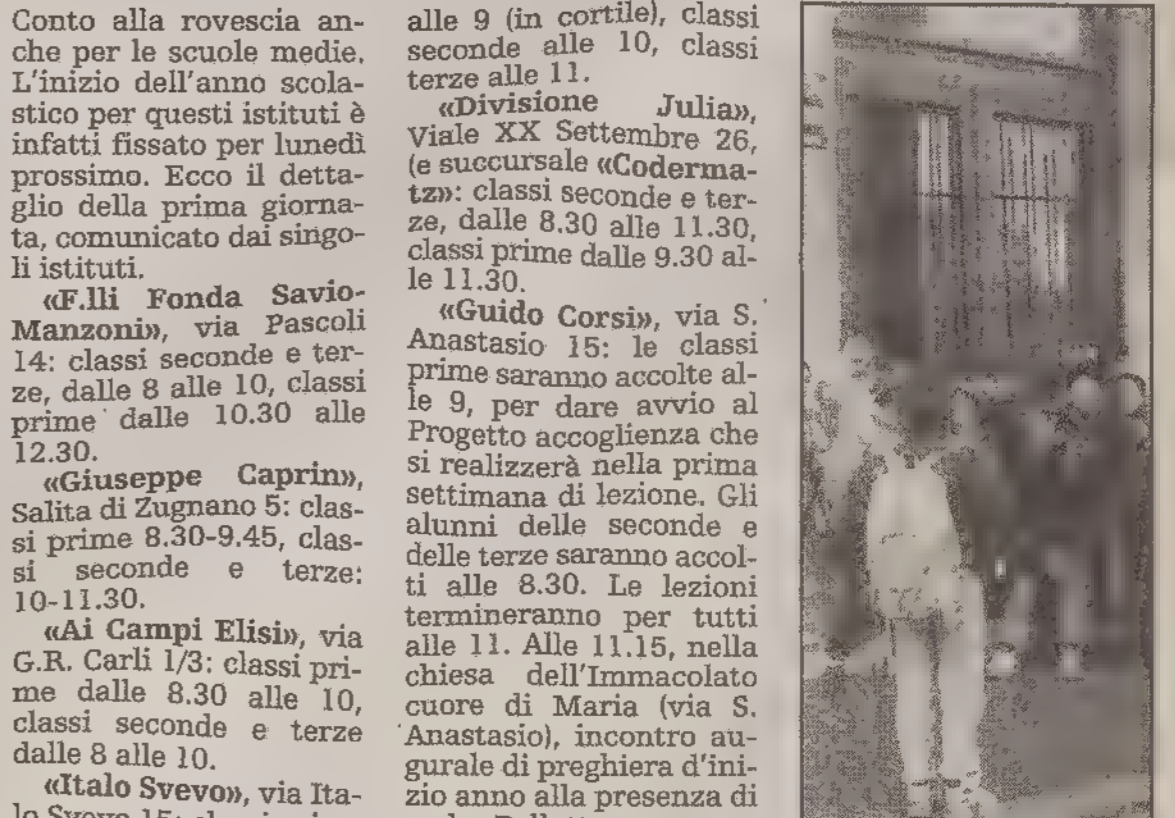 Conto alla rovescia an-
che per le scuole medie.
L'inizio dell'anno scola-
stico per questi istituti è
infatti fissato per lunedì
prossimo. Ecco il detta-
glio della prima giorna-
ta, comunicato dai singo-
li istituti.
«F.lli Fonda Savio-
Manzoni», via Pascoli
14: classi seconde e ter-
ze, dalle 8 alle 10, classi
prime dalle 10.30 alle
12.30.
«Giuseppe Caprin»,
Salita di Zugnano 5: clas-
si prime 8.30-9.45, clas-
si seconde e terze:
10-11.30.
«Ai Campi Elisi», via
G.R. Carli 1/3: classi pri-
me dalle 8.30 alle 10,
classi seconde e terze
dalle 8 alle 10.
«Italo Svevo», via Ita-
lo Svevo 15:
alle 9 (in cortile), classi
seconde alle 10, classi
terze alle 11.
«Divisione Julia»,
Viale XX Settembre 26,
(e succursale «Coderma-
tz»: classi seconde e ter-
ze, dalle 8.30 alle 11.30,
classi prime dalle 9.30 al-
le 11.30.
«Guido Corsi», via S.
Anastasio 15: le classi
prime saranno accolte al-
le 9, per dare avvio al
Progetto accoglienza che
si realizzerà nella prima
settimana di lezione. Gli
alunni delle seconde e
delle terze saranno accol-
ti alle 8.30. Le lezioni
termineranno per tutti
alle 11. Alle 11.15, nella
chiesa dell'Immacolato
cuore di Maria (via S.
Anastasio), incontro au-
gurale di preghiera d'ini-
zio anno alla presenza di